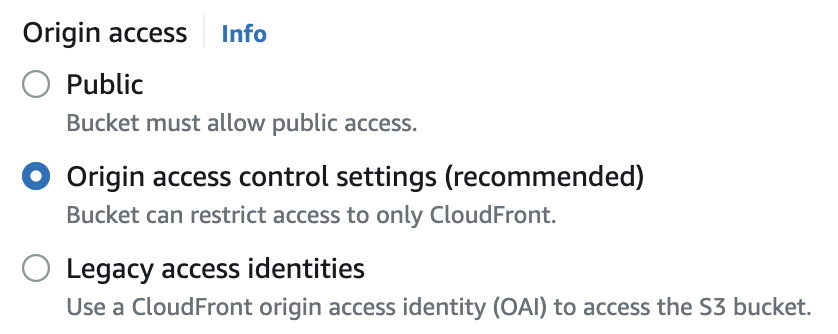 Origin access Info
Public
Bucket must allow public access.
Origin access control settings (recommended)
Bucket can restrict access to only CloudFront.
Legacy access identities
Use a CloudFront origin access identity (OAI) to access the S3 bucket.